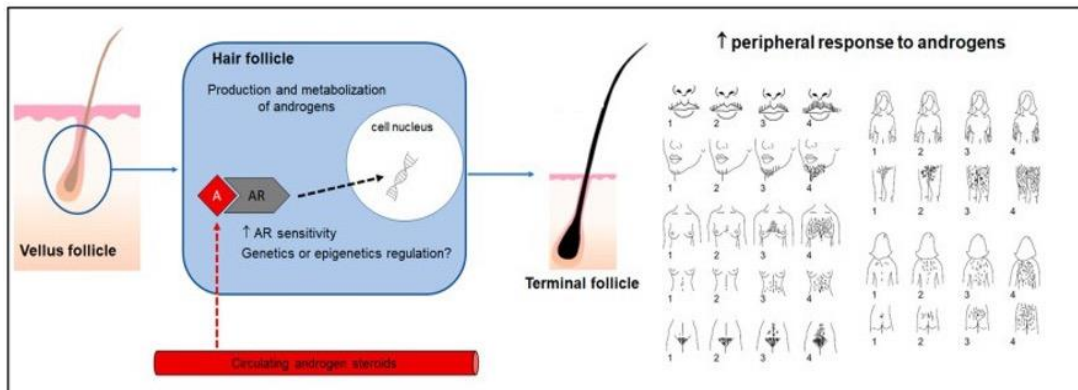 Hair follicle
Production and metabolization
of androgens
cell nucleus
A
AR
↑ AR sensitivity
Genetics or epigenetics regulation?
Vellus follicle
Circulating androgen steroids
Terminal follicle
↑ peripheral response to androgens
1 2 3 4
1 2 3 4
1 2 3 4
1 2 3 4
1 2 3 4
1 2 3 4
1 2 3 4
1 2 3 4
1 2 3 4